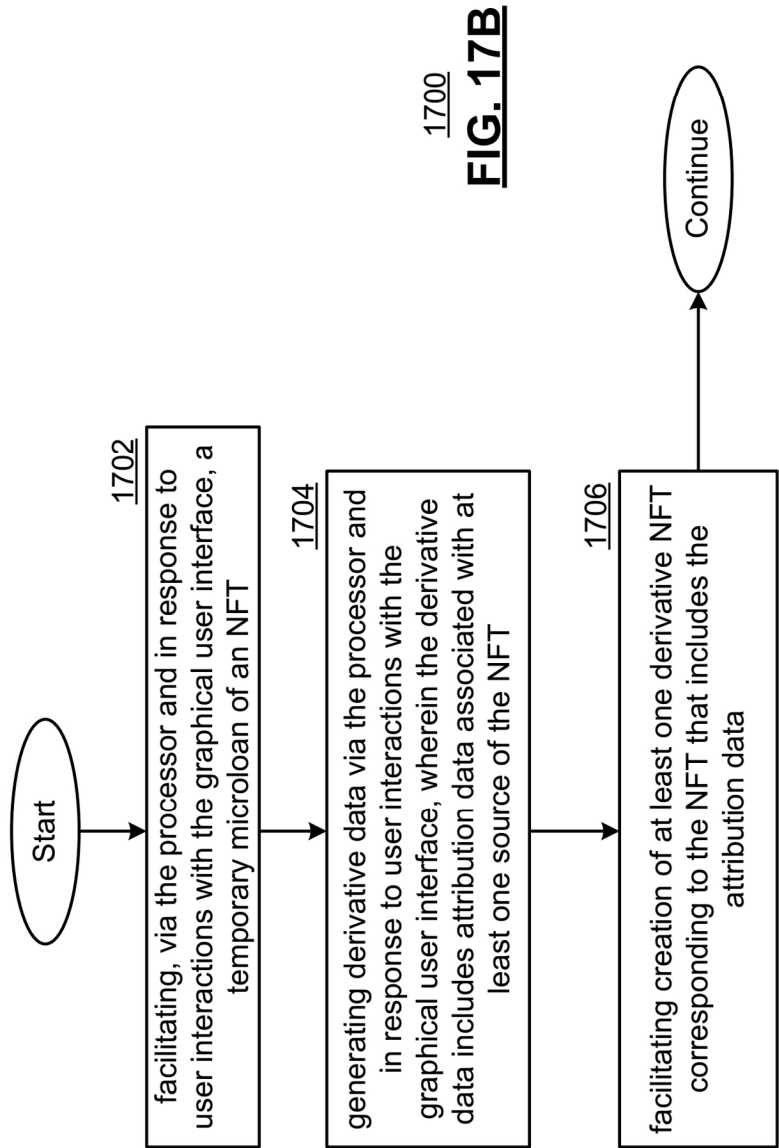 Start
1702
facilitating, via the processor and in response to
user interactions with the graphical user interface, a
temporary microloan of an NFT
1704
generating derivative data via the processor and
in response to user interactions with the
graphical user interface, wherein the derivative
data includes attribution data associated with at
least one source of the NFT
1706
facilitating creation of at least one derivative NFT
corresponding to the NFT that includes the
attribution data
Continue
1700
FIG. 17B